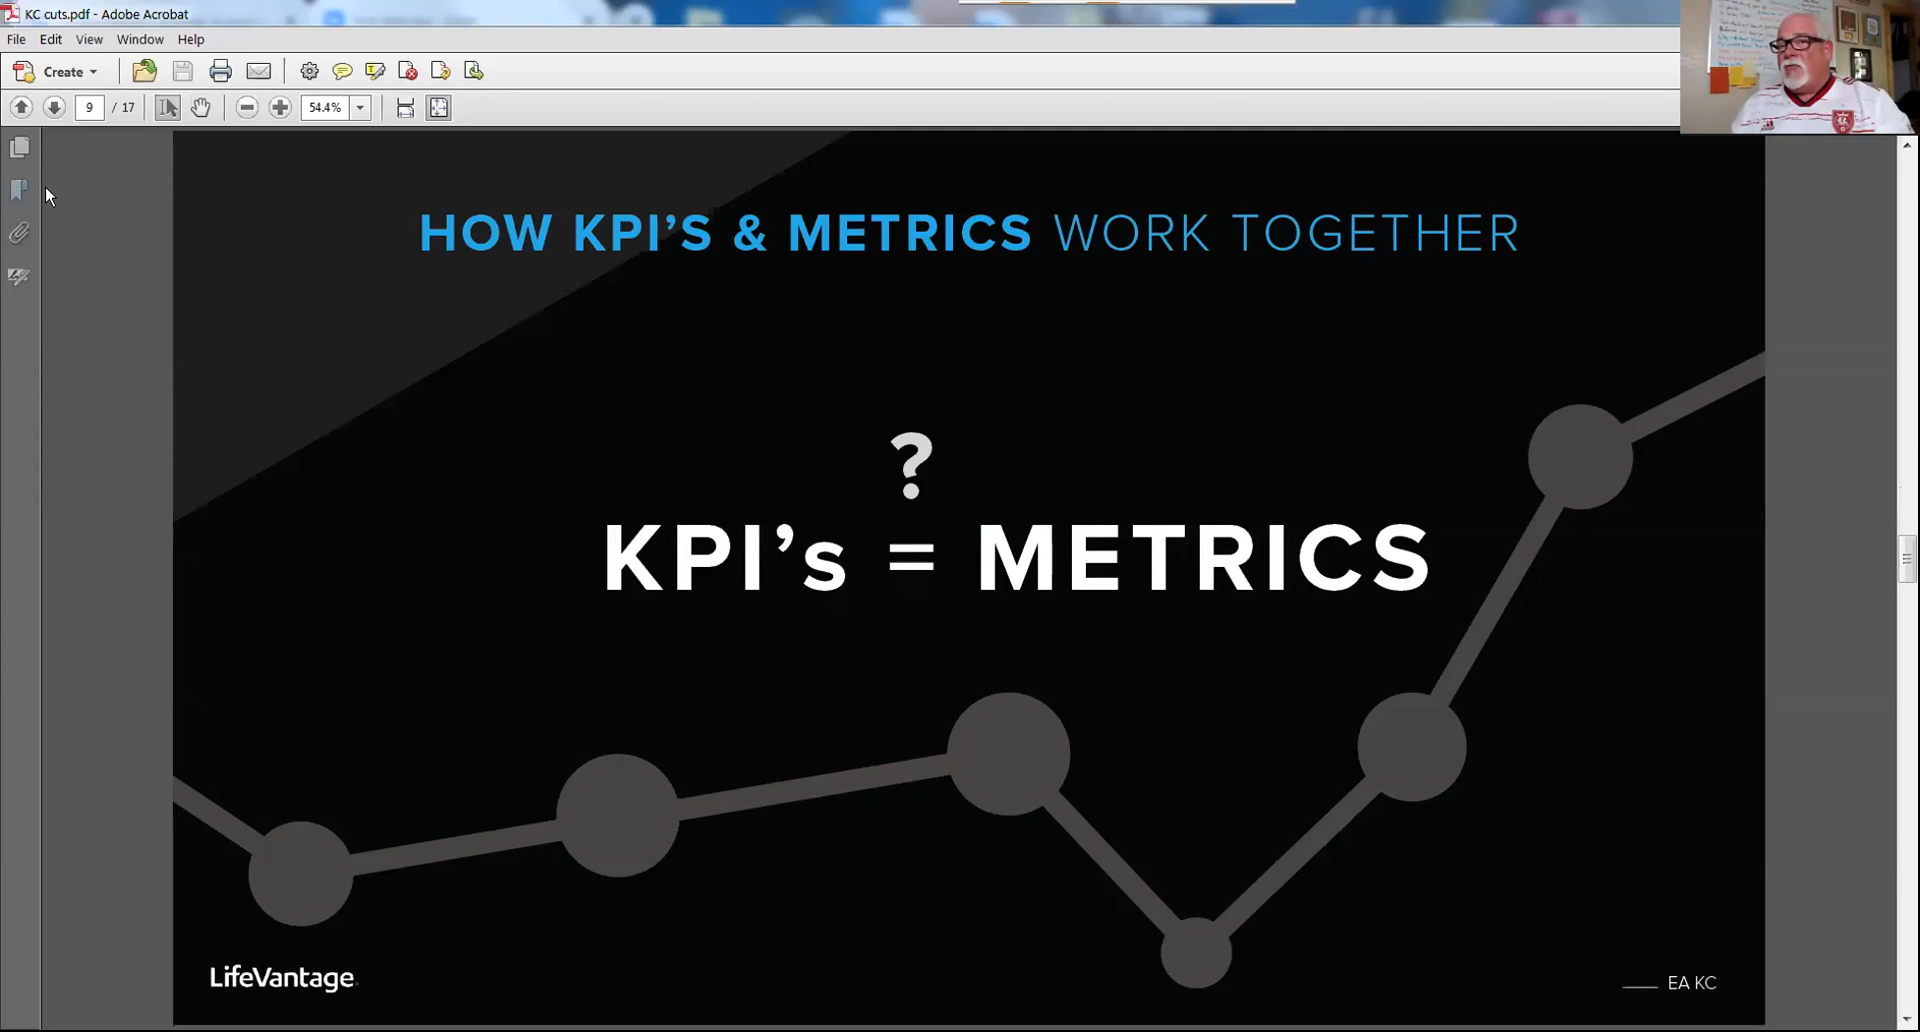 KC cuts.pdf - Adobe Acrobat
File Edit View Window Help
Create
9 / 17 54.4%
HOW KPI’S & METRICS WORK TOGETHER
?
KPI’s = METRICS
LifeVantage
EA KC